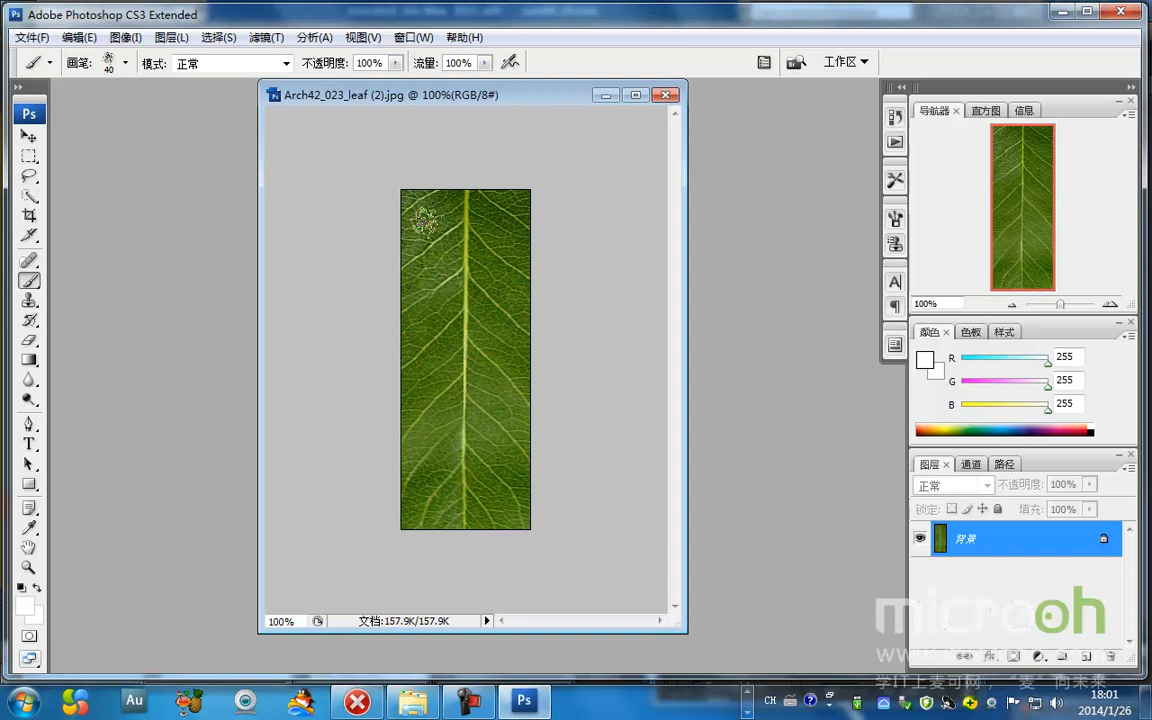 Adobe Photoshop CS3 Extended
文件(F) 编辑(E) 图像(I) 图层(L) 选择(S) 滤镜(T) 分析(A) 视图(V) 窗口(W) 帮助(H)
画笔: 40 模式: 正常 不透明度: 100% 流量: 100% 工作区
Ps
Arch42_023_leaf (2).jpg @ 100%(RGB/8#)
导航器 直方图 信息
100%
颜色 色板 样式
R 255
G 255
B 255
图层 通道 路径
正常 不透明度: 100%
锁定: 填充: 100%
背景
100% 文档:157.9K/157.9K
microoh
学IT上麦可网，“麦”向未来
Au Ps CH 18:01
2014/1/26